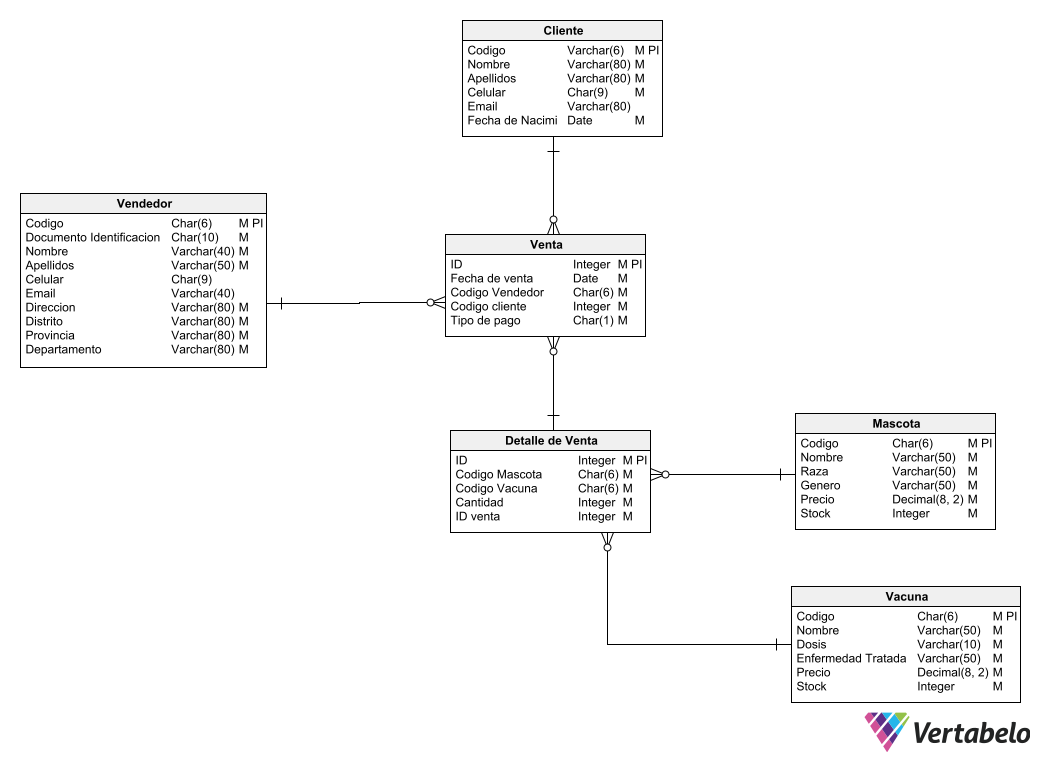 Cliente
Codigo Varchar(6) M PI
Nombre Varchar(80) M
Apellidos Varchar(80) M
Celular Char(9) M
Email Varchar(80)
Fecha de Nacimi Date M
Vendedor
Codigo Char(6) M PI
Documento Identificacion Char(10) M
Nombre Varchar(40) M
Apellidos Varchar(50) M
Celular Char(9)
Email Varchar(40)
Direccion Varchar(80) M
Distrito Varchar(80) M
Provincia Varchar(80) M
Departamento Varchar(80) M
Venta
ID Integer M PI
Fecha de venta Date M
Codigo Vendedor Char(6) M
Codigo cliente Integer M
Tipo de pago Char(1) M
Detalle de Venta
ID Integer M PI
Codigo Mascota Char(6) M
Codigo Vacuna Char(6) M
Cantidad Integer M
ID venta Integer M
Mascota
Codigo Char(6) M PI
Nombre Varchar(50) M
Raza Varchar(50) M
Genero Varchar(50) M
Precio Decimal(8, 2) M
Stock Integer M
Vacuna
Codigo Char(6) M PI
Nombre Varchar(50) M
Dosis Varchar(10) M
Enfermedad Tratada Varchar(50) M
Precio Decimal(8, 2) M
Stock Integer M
Vertabelo